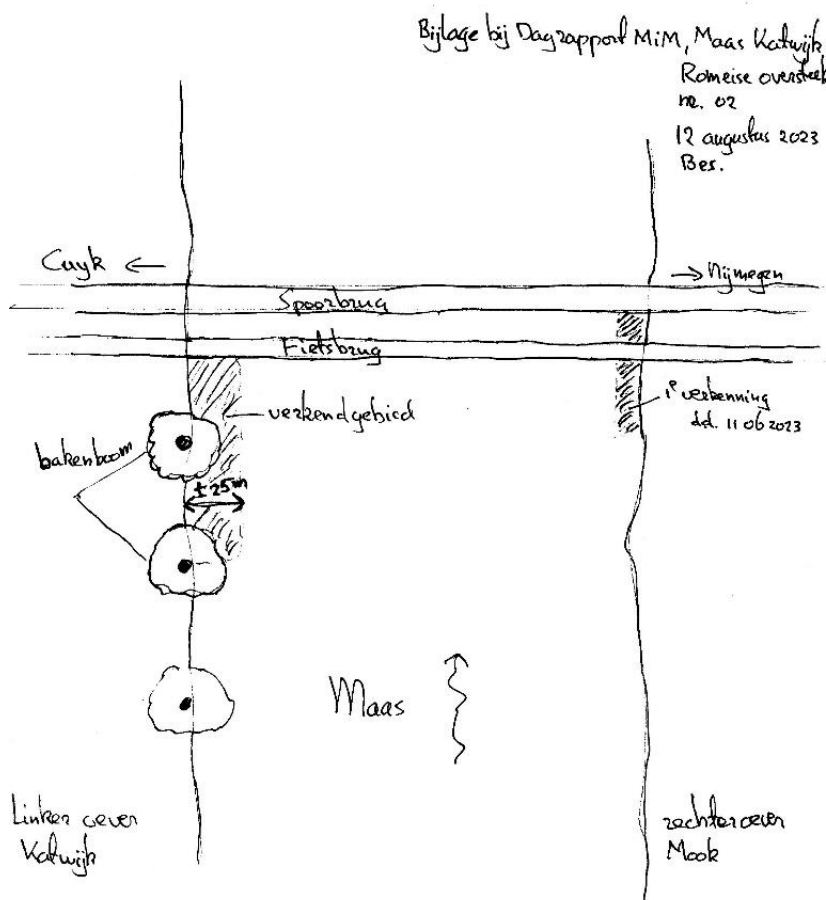 Bijlage bij Dagrapport MiM, Maas Katwijk
Romeise oversteek
nr. 02
12 augustus 2023
Bes.
Cuyk ←
→ Nijmegen
Spoorbrug
Fietsbrug
verkend gebied
1e verkenning
dd. 11 06 2023
bakenboom
± 25m
Maas
Linker oever
Katwijk
rechter oever
Mook